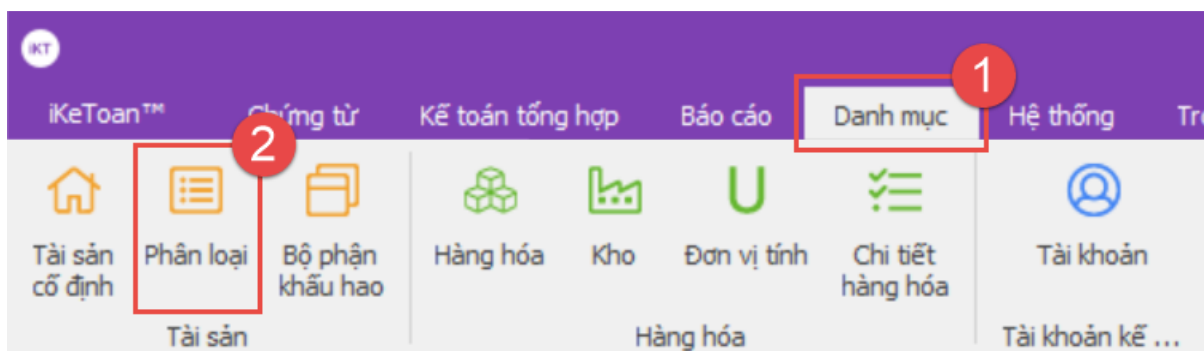 iKT
iKeToan™ Chứng từ Kế toán tổng hợp Báo cáo Danh mục 1 Hệ thống
2
Tài sản cố định
Phân loại
Bộ phận khấu hao
Hàng hóa
Kho
Đơn vị tính
Chi tiết hàng hóa
Tài khoản
Tài sản
Hàng hóa
Tài khoản kế ...